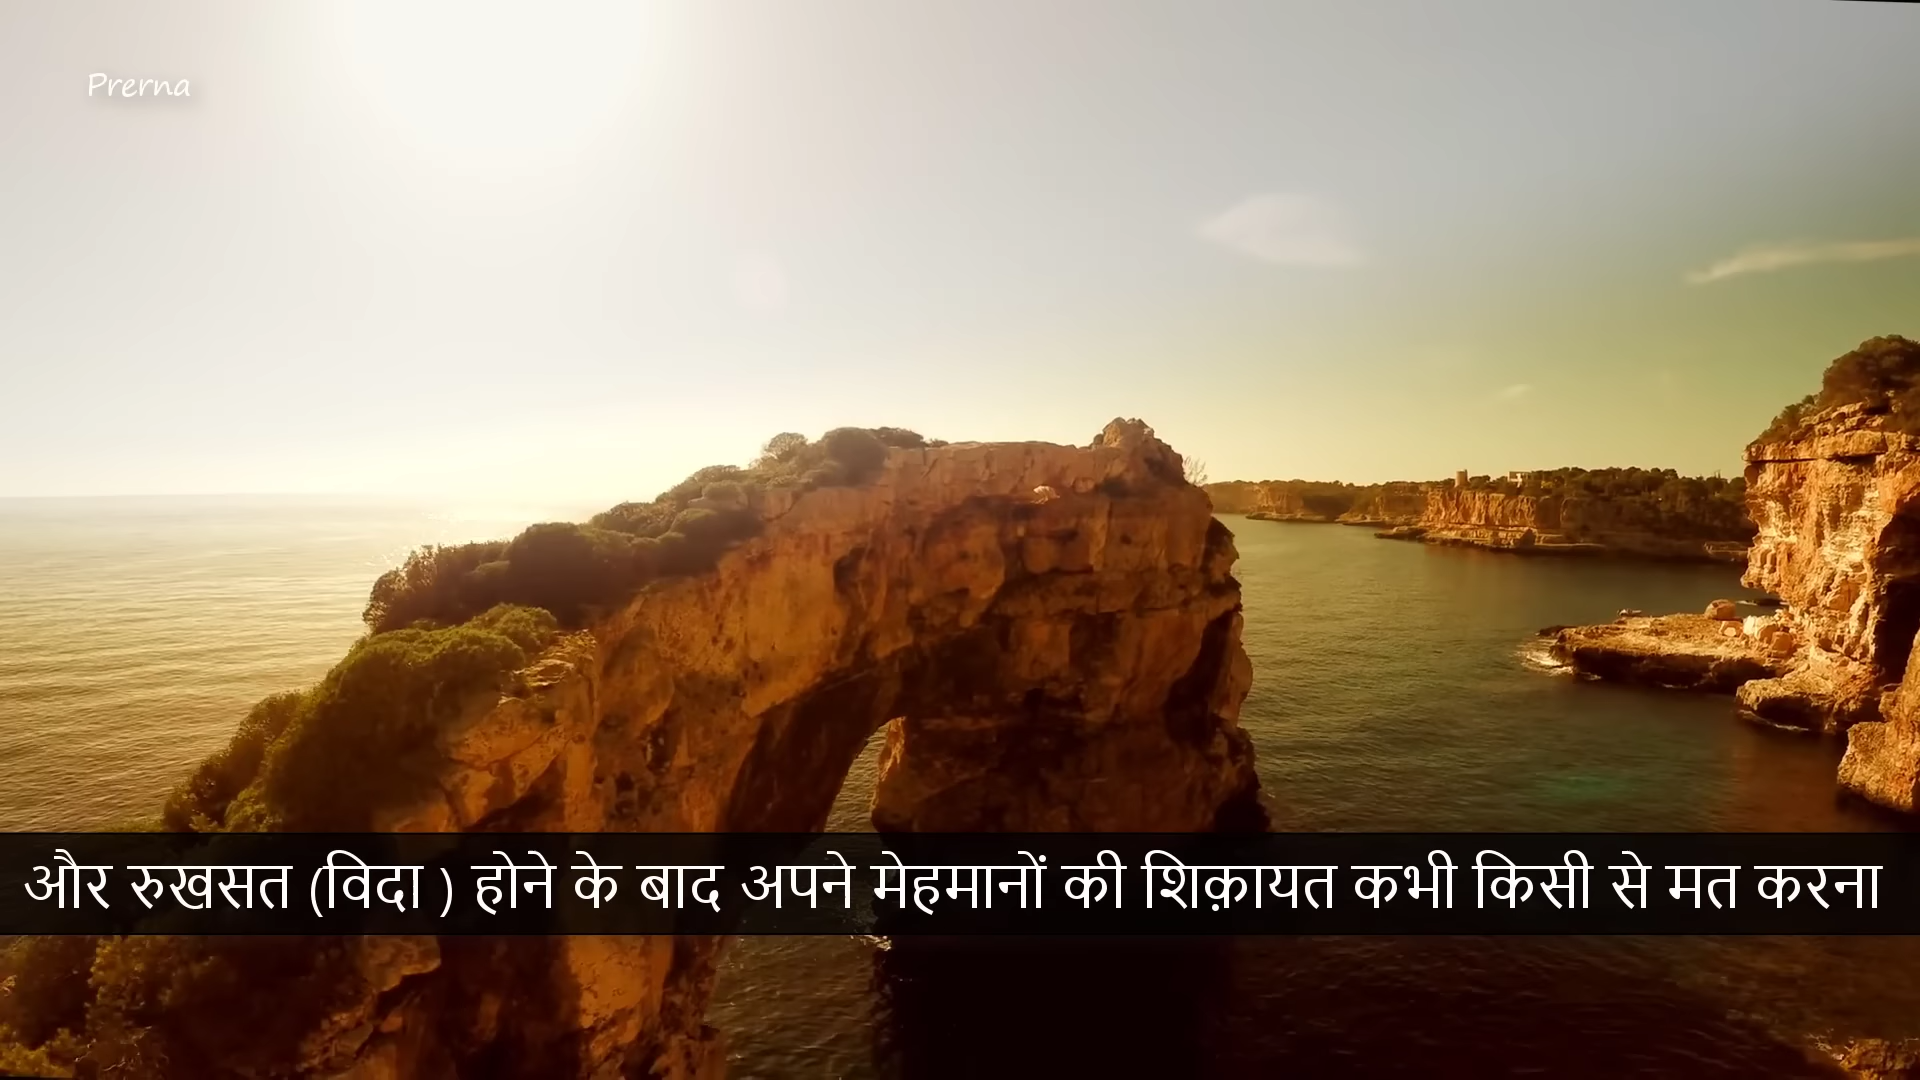 Prerna
और रुखसत (विदा ) होने के बाद अपने मेहमानों की शिक़ायत कभी किसी से मत करना